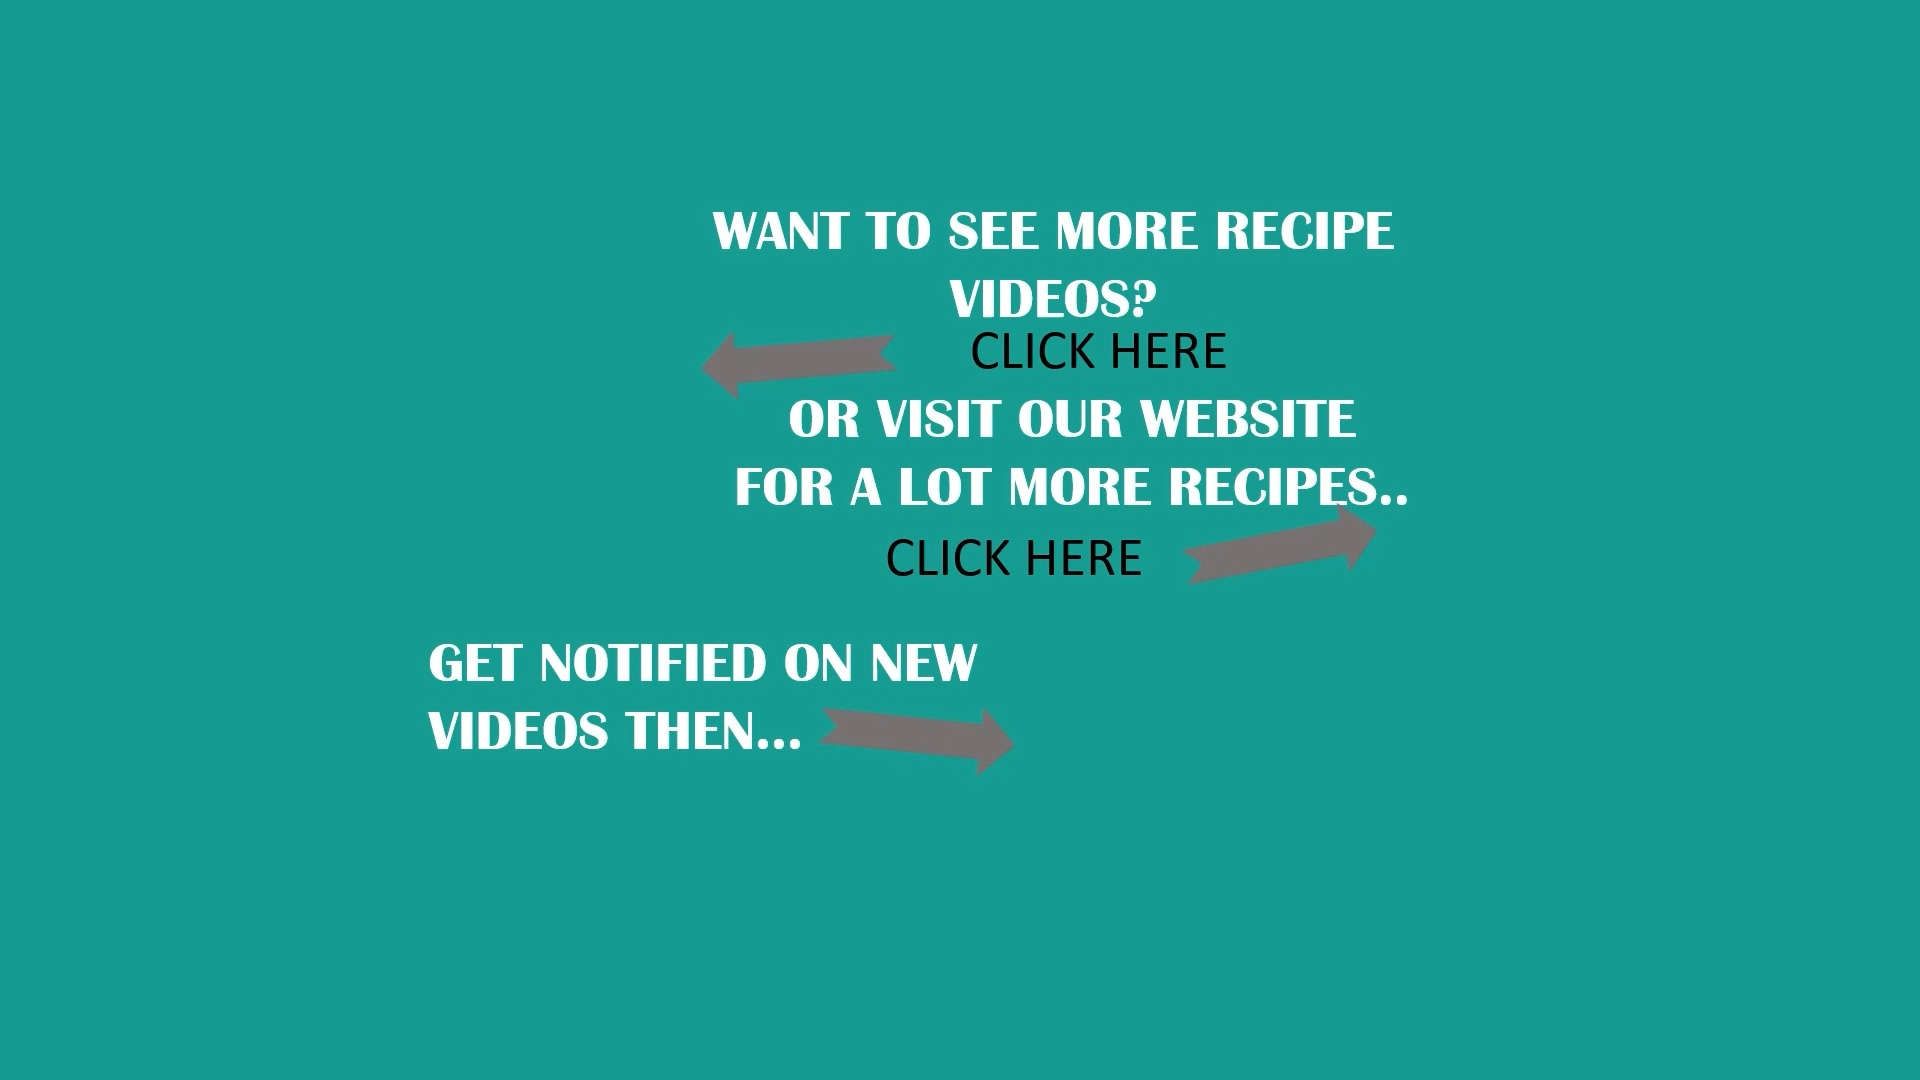 WANT TO SEE MORE RECIPE
VIDEOS?
CLICK HERE
OR VISIT OUR WEBSITE
FOR A LOT MORE RECIPES..
CLICK HERE
GET NOTIFIED ON NEW
VIDEOS THEN...